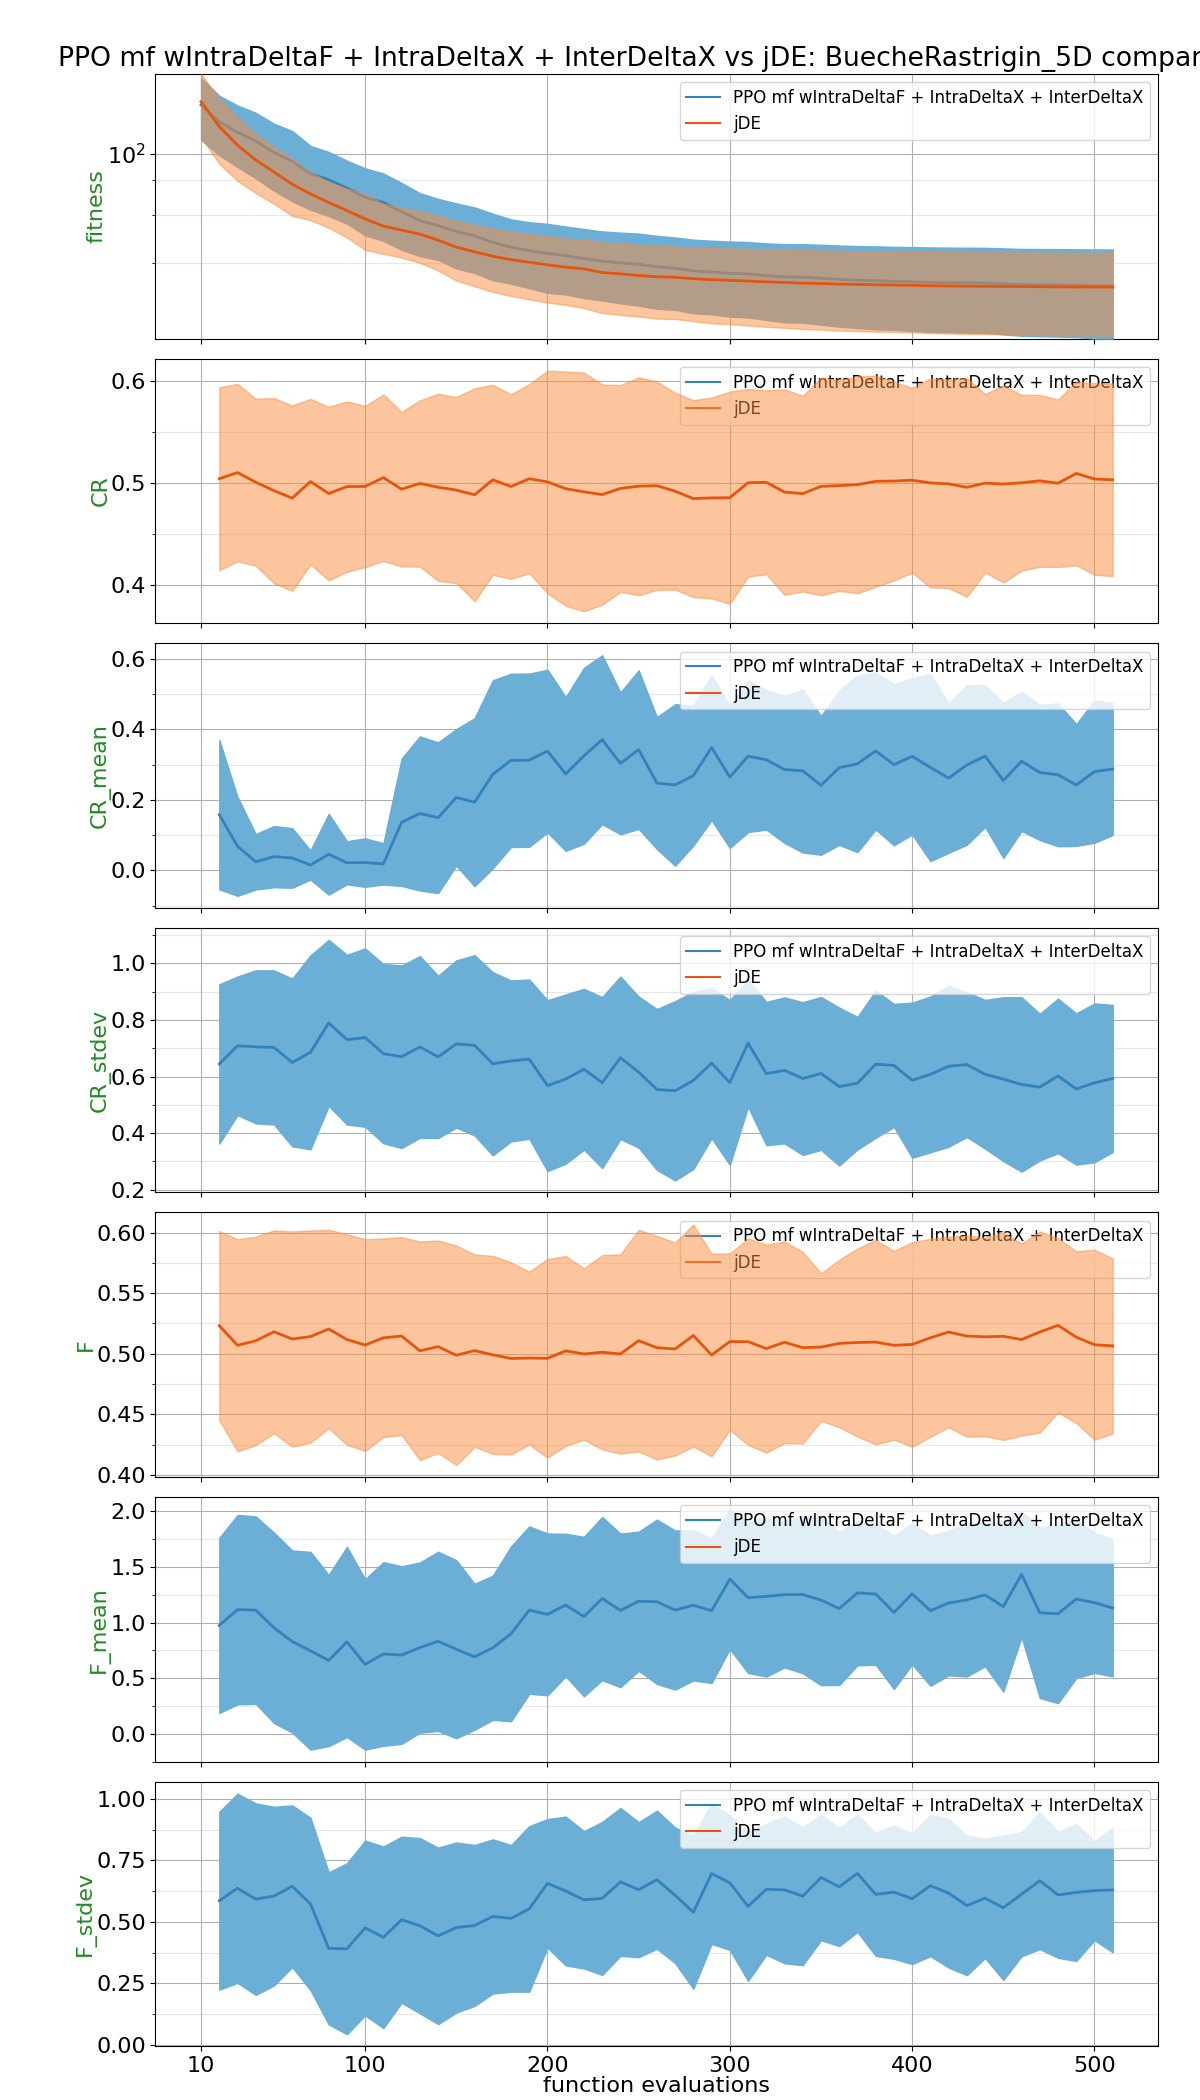 PPO mf wIntraDeltaF + IntraDeltaX + InterDeltaX vs jDE: BuecheRastrigin_5D compar
PPO mf wIntraDeltaF + IntraDeltaX + InterDeltaX
jDE
10²
fitness
PPO mf wIntraDeltaF + IntraDeltaX + InterDeltaX
jDE
0.6
0.5
0.4
CR
PPO mf wIntraDeltaF + IntraDeltaX + InterDeltaX
jDE
0.6
0.4
0.2
0.0
CR_mean
PPO mf wIntraDeltaF + IntraDeltaX + InterDeltaX
jDE
1.0
0.8
0.6
0.4
0.2
CR_stdev
PPO mf wIntraDeltaF + IntraDeltaX + InterDeltaX
jDE
0.60
0.55
0.50
0.45
0.40
F
PPO mf wIntraDeltaF + IntraDeltaX + InterDeltaX
jDE
2.0
1.5
1.0
0.5
0.0
F_mean
PPO mf wIntraDeltaF + IntraDeltaX + InterDeltaX
jDE
1.00
0.75
0.50
0.25
0.00
F_stdev
10 100 200 300 400 500
function evaluations